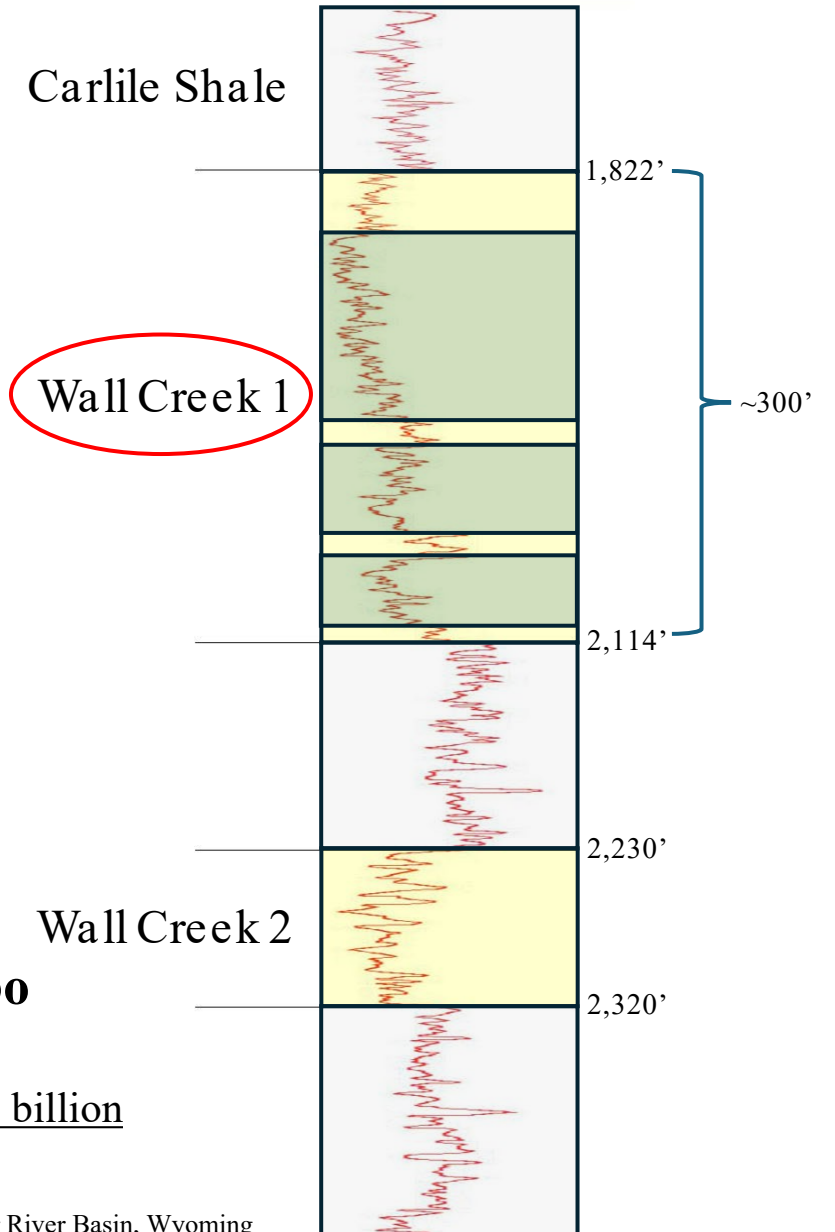 Carlile Shale
1,822’
Wall Creek 1
~300’
2,114’
2,230’
Wall Creek 2
2,320’
billion
River Basin, Wyoming